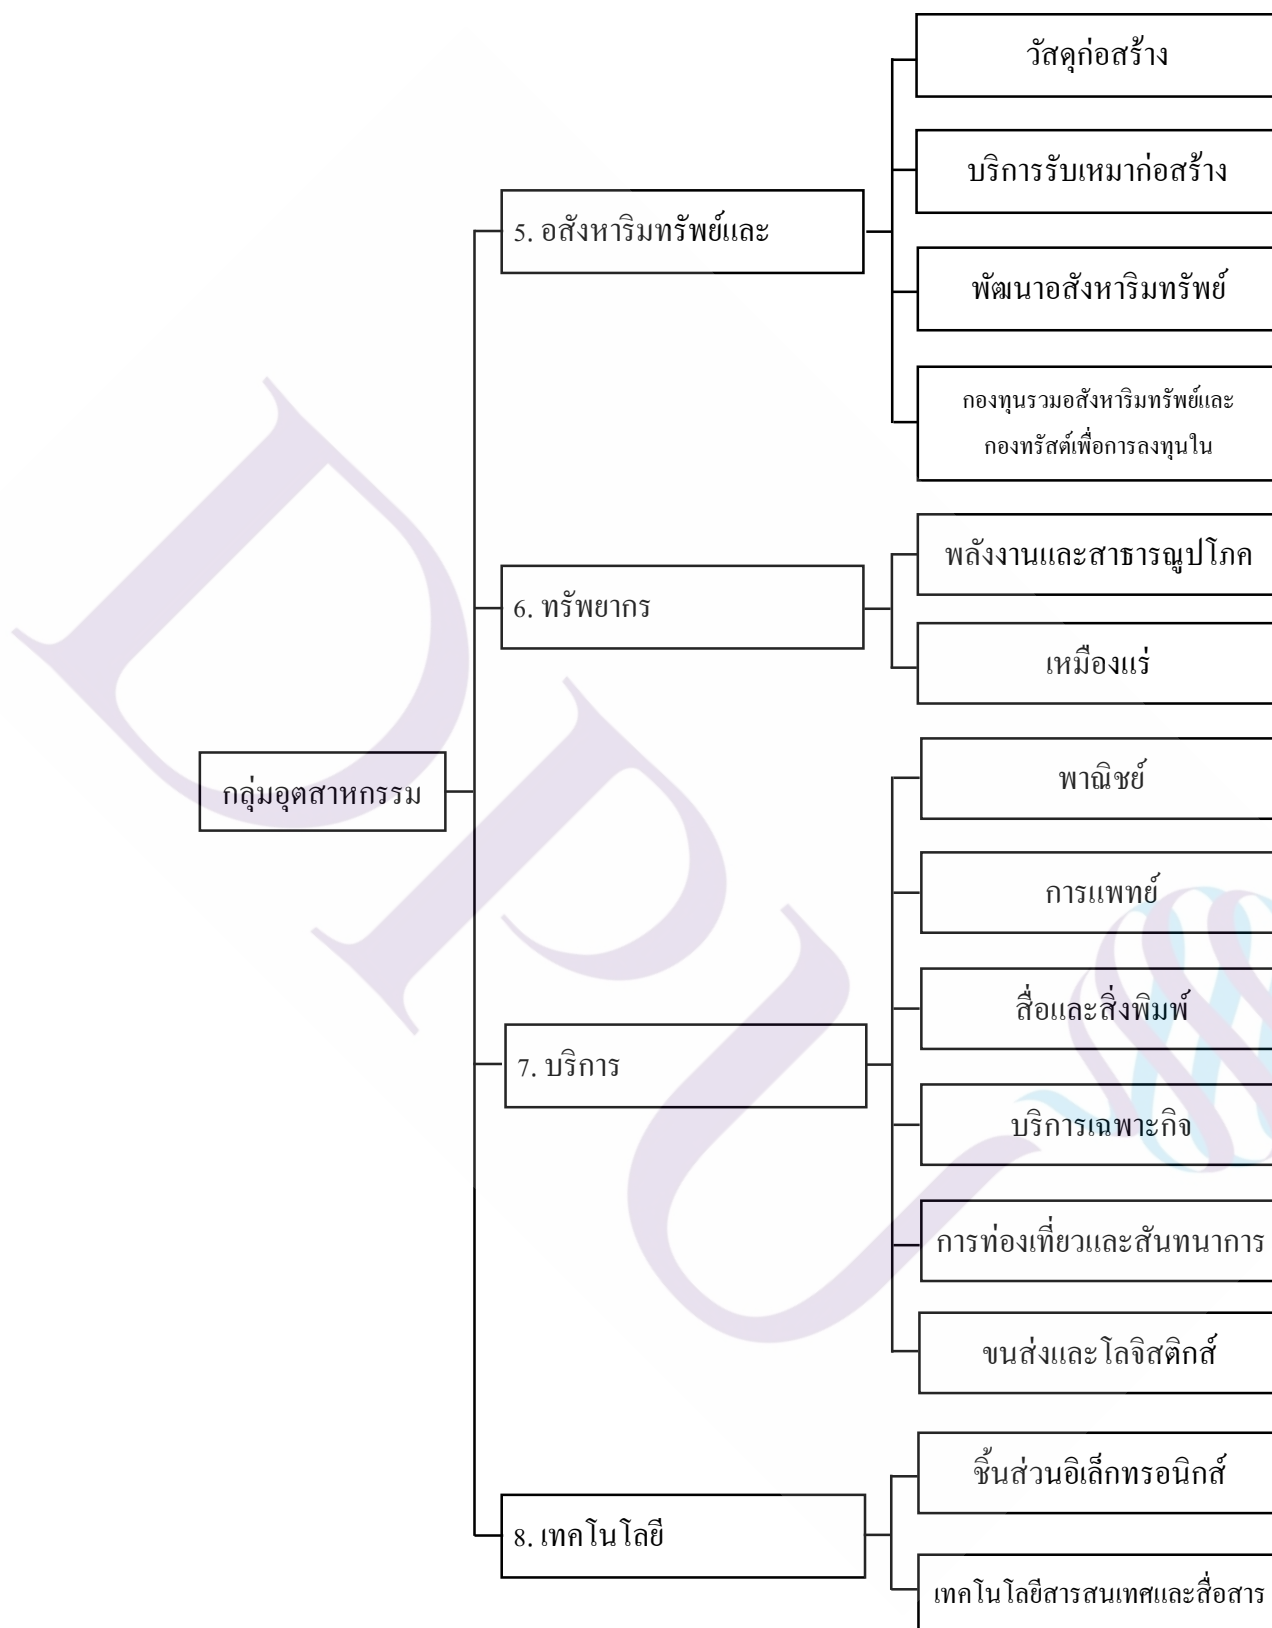 วัสดุก่อสร้าง
บริการรับเหมาก่อสร้าง
5. อสังหาริมทรัพย์และ
พัฒนาอสังหาริมทรัพย์
กองทุนรวมอสังหาริมทรัพย์และ
กองทรัสต์เพื่อการลงทุนใน
พลังงานและสาธารณูปโภค
6. ทรัพยากร
เหมืองแร่
กลุ่มอุตสาหกรรม
พาณิชย์
การแพทย์
สื่อและสิ่งพิมพ์
7. บริการ
บริการเฉพาะกิจ
การท่องเที่ยวและสันทนาการ
ขนส่งและโลจิสติกส์
ชิ้นส่วนอิเล็กทรอนิกส์
8. เทคโนโลยี
เทคโนโลยีสารสนเทศและสื่อสาร
DPU